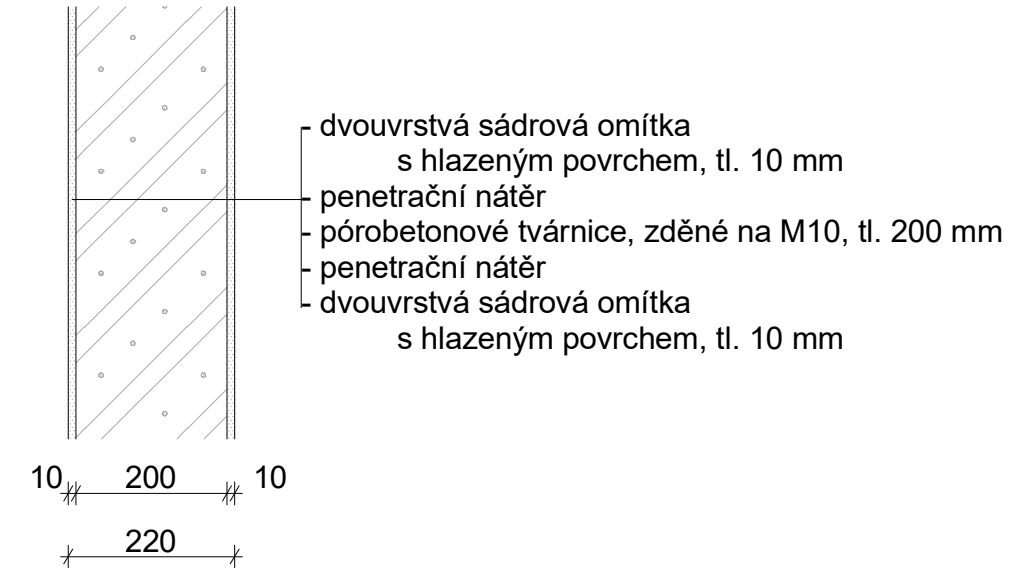 - dvouvrstvá sádrová omítka
s hlazeným povrchem, tl. 10 mm
- penetrační nátěr
- pórobetonové tvárnice, zděné na M10, tl. 200 mm
- penetrační nátěr
- dvouvrstvá sádrová omítka
s hlazeným povrchem, tl. 10 mm
10 200 10
220